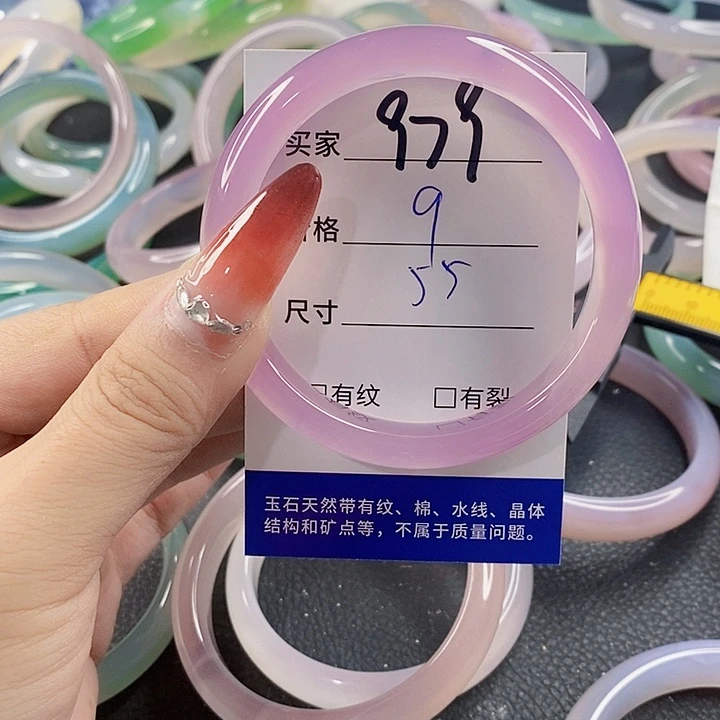 买家 979
格 9
尺寸 55
□有纹 □有裂
玉石天然带有纹、棉、水线、晶体
结构和矿点等，不属于质量问题。